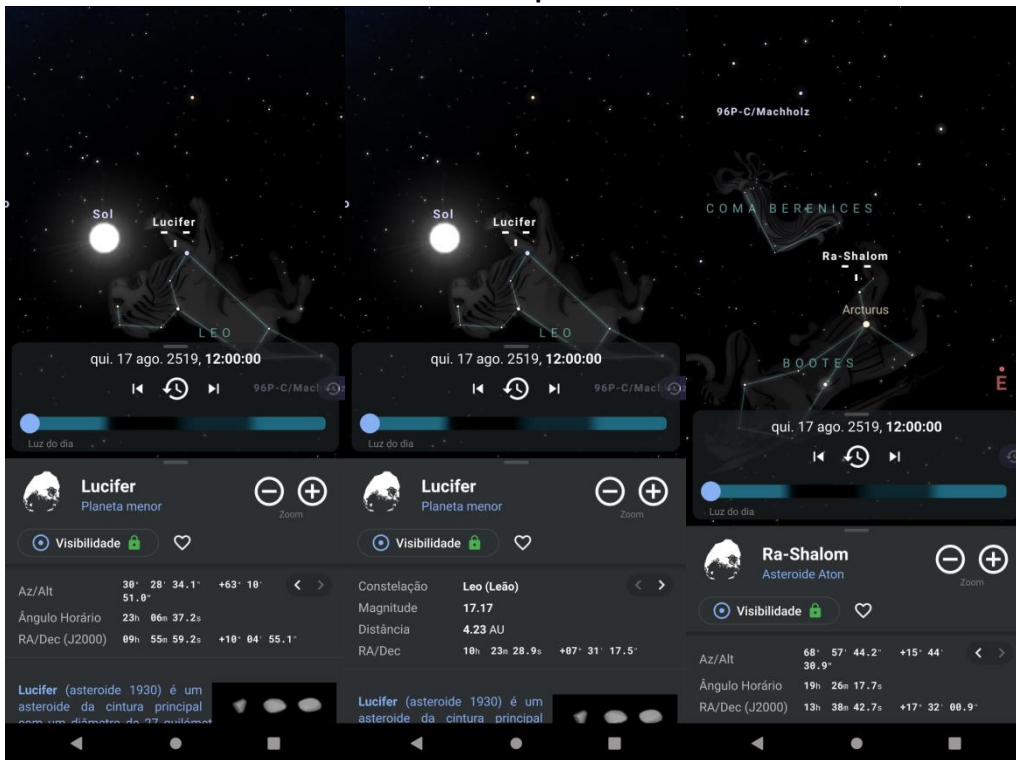 Sol
Lucifer
LEO
qui. 17 ago. 2519, 12:00:00
Luz do dia
Lucifer
Planeta menor
Zoom
Visibilidade
Az/Alt 30° 28' 34.1" +63° 10' 51.0"
Ângulo Horário 23h 06m 37.2s
RA/Dec (J2000) 09h 55m 59.2s +10° 04' 55.1"
Lucifer (asteroide 1930) é um
asteroide da cintura principal
com um diâmetro de 27
Sol
Lucifer
LEO
96P-C/Mac
qui. 17 ago. 2519, 12:00:00
96P-C/Mac
Luz do dia
Lucifer
Planeta menor
Zoom
Visibilidade
Constelação Leo (Leão)
Magnitude 17.17
Distância 4.23 AU
RA/Dec 10h 23m 28.9s +07° 31' 17.5"
Lucifer (asteroide 1930) é um
asteroide da cintura principal
96P-C/Machholz
COMA BERENICES
Ra-Shalom
Arcturus
BOOTES
E
qui. 17 ago. 2519, 12:00:00
Luz do dia
Ra-Shalom
Asteroide Aton
Zoom
Visibilidade
Az/Alt 68° 57' 44.2" +15° 44' 30.9"
Ângulo Horário 19h 26m 17.7s
RA/Dec (J2000) 13h 38m 42.7s +17° 32' 00.9"